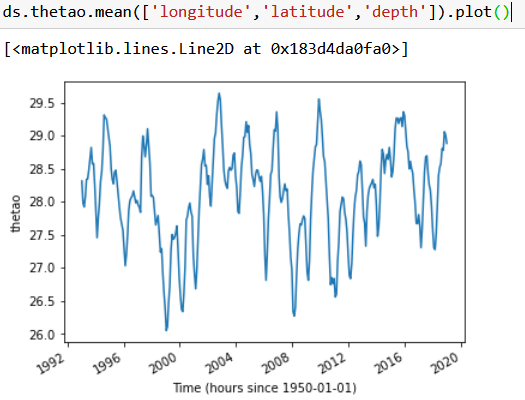 ds.thetao.mean(['longitude','latitude','depth']).plot()
[<matplotlib.lines.Line2D at 0x183d4da0fa0>]
29.5
29.0
28.5
28.0
27.5
27.0
26.5
26.0
thetao
1992 1996 2000 2004 2008 2012 2016 2020
Time (hours since 1950-01-01)